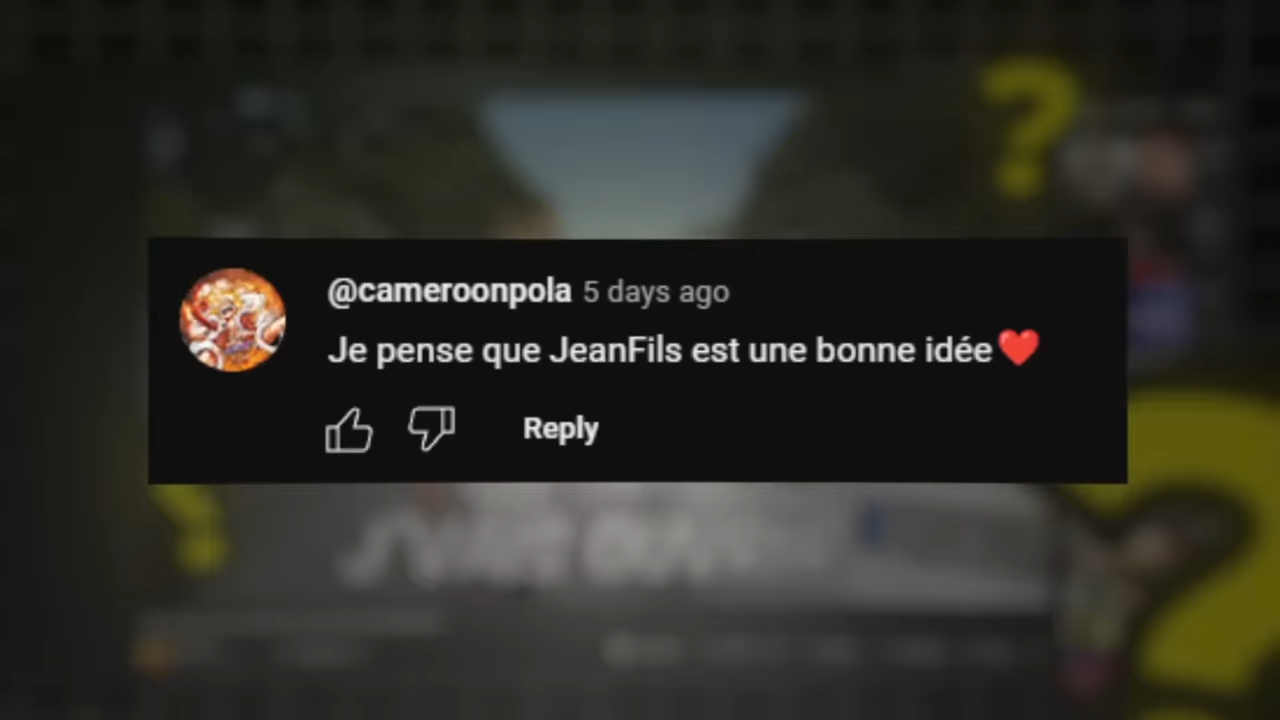 @cameroonpola 5 days ago
Je pense que JeanFils est une bonne idée❤️
Reply
? 
?
?